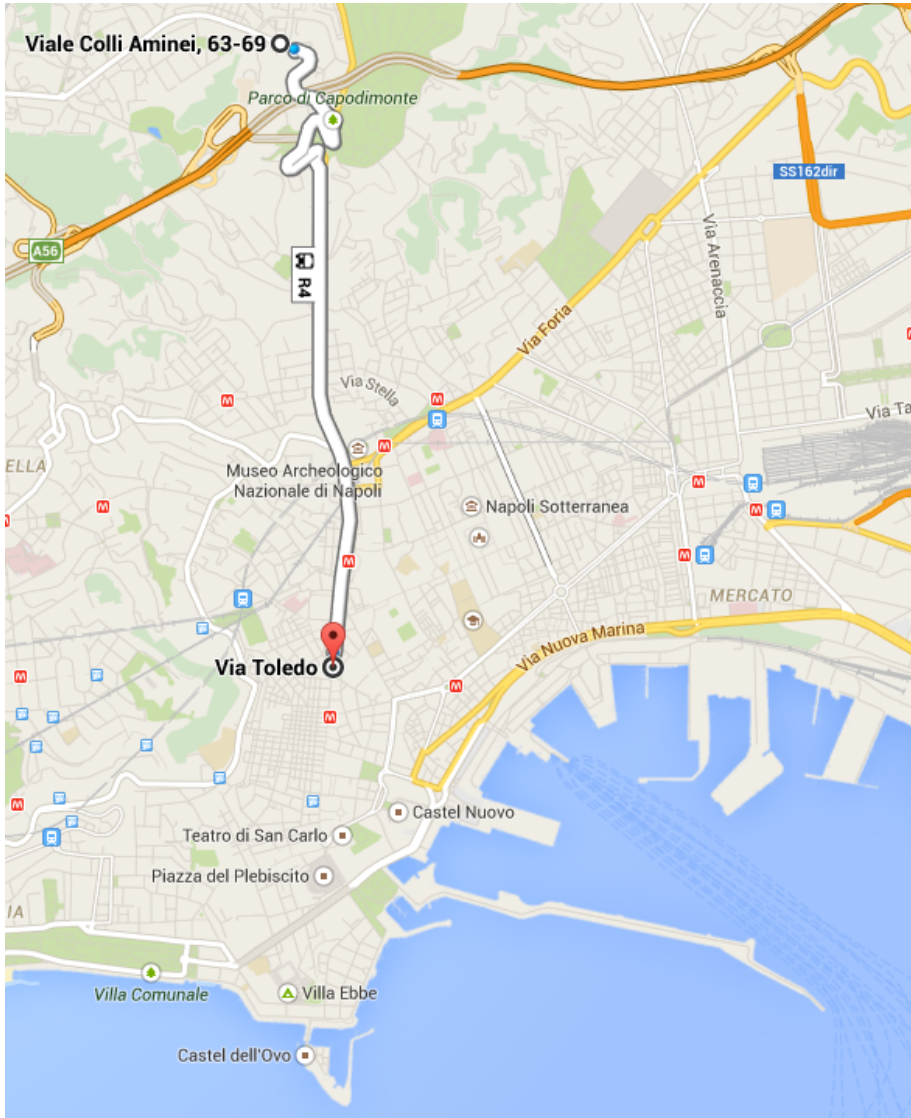 Viale Colli Aminei, 63-69
Parco di Capodimonte
SS162dir
Via Arenaccia
A56
R4
Via Foria
Via Stella
M
M
Via Ta
ELLA
M
Museo Archeologico
Nazionale di Napoli
M
M
Napoli Sotterranea
M
M
M
MERCATO
Via Nuova Marina
Via Toledo
M
M
M
M
Castel Nuovo
Teatro di San Carlo
Piazza del Plebiscito
IA
Villa Comunale
Villa Ebbe
Castel dell'Ovo